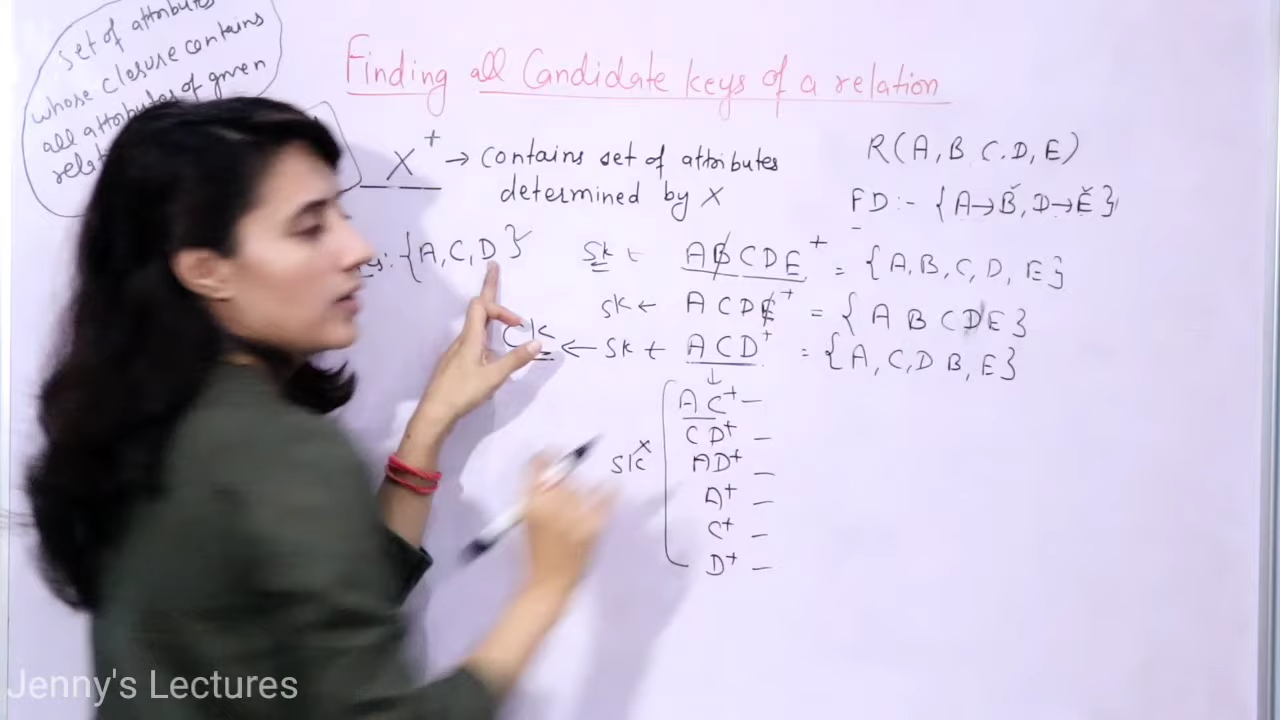 set of attributes
whose closure contains
all attributes of given
Finding all Candidate keys of a relation
X⁺ → Contains set of attributes
determined by X
R(A, B C. D, E)
FD :- {A→B, D→E}
{A, C, D}
SK ← ABCDE⁺ = {A, B, C, D, E}
SK ← ACDE⁺ = {A B C D E}
CK ← SK ← ACD⁺ = {A, C, D B, E}
↓
AC⁺ —
CD⁺ —
SK ˣ AD⁺ —
A⁺ —
C⁺ —
D⁺ —
Jenny's Lectures